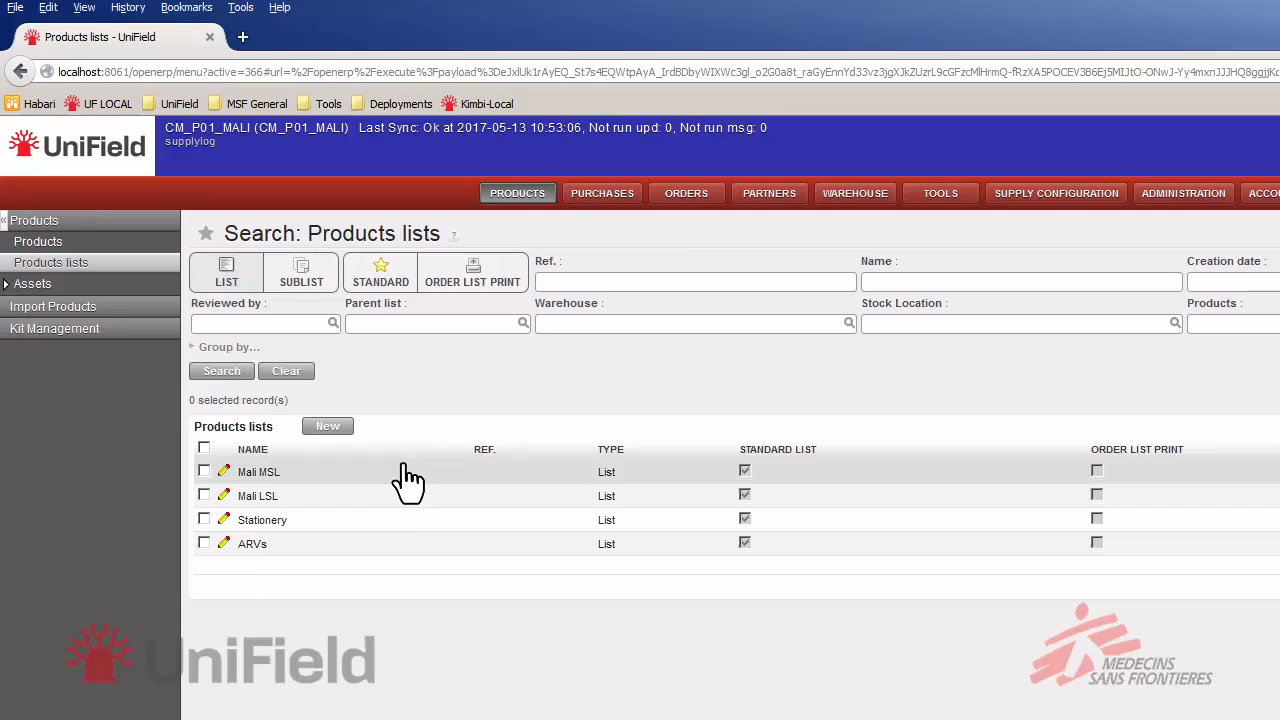 File Edit View History Bookmarks Tools Help
Products lists - UniField
localhost:8061/openerp/menu?active=366#url=%2Fopenerp%2Fexecute%3Fpayload%3DeJxlUk1rAyEQ_St7s4EQWtpAyA_IrdBDbyWIXWc3gl_o2G0a8t_raGyEnnYd33vz3jgXJkZUzrL9cGFzcMlHrmQ-fRzXA5POCEV3B6Ej5MIJtO-ONwJ-Yy4mxnJJJHQ8ggjjKc
Habari UF LOCAL UniField MSF General Tools Deployments Kimbi-Local
UniField
CM_P01_MALI (CM_P01_MALI) Last Sync: Ok at 2017-05-13 10:53:06, Not run upd: 0, Not run msg: 0
supplylog
PRODUCTS PURCHASES ORDERS PARTNERS WAREHOUSE TOOLS SUPPLY CONFIGURATION ADMINISTRATION ACCO
Products
Products
Products lists
Assets
Import Products
Kit Management
Search: Products lists ?
LIST SUBLIST STANDARD ORDER LIST PRINT
Ref. : Name : Creation date :
Reviewed by : Parent list : Warehouse : Stock Location : Products :
Group by...
Search Clear
0 selected record(s)
Products lists New
NAME REF. TYPE STANDARD LIST ORDER LIST PRINT
Mali MSL List
Mali LSL List
Stationery List
ARVs List
UniField
MEDECINS
SANS FRONTIERES